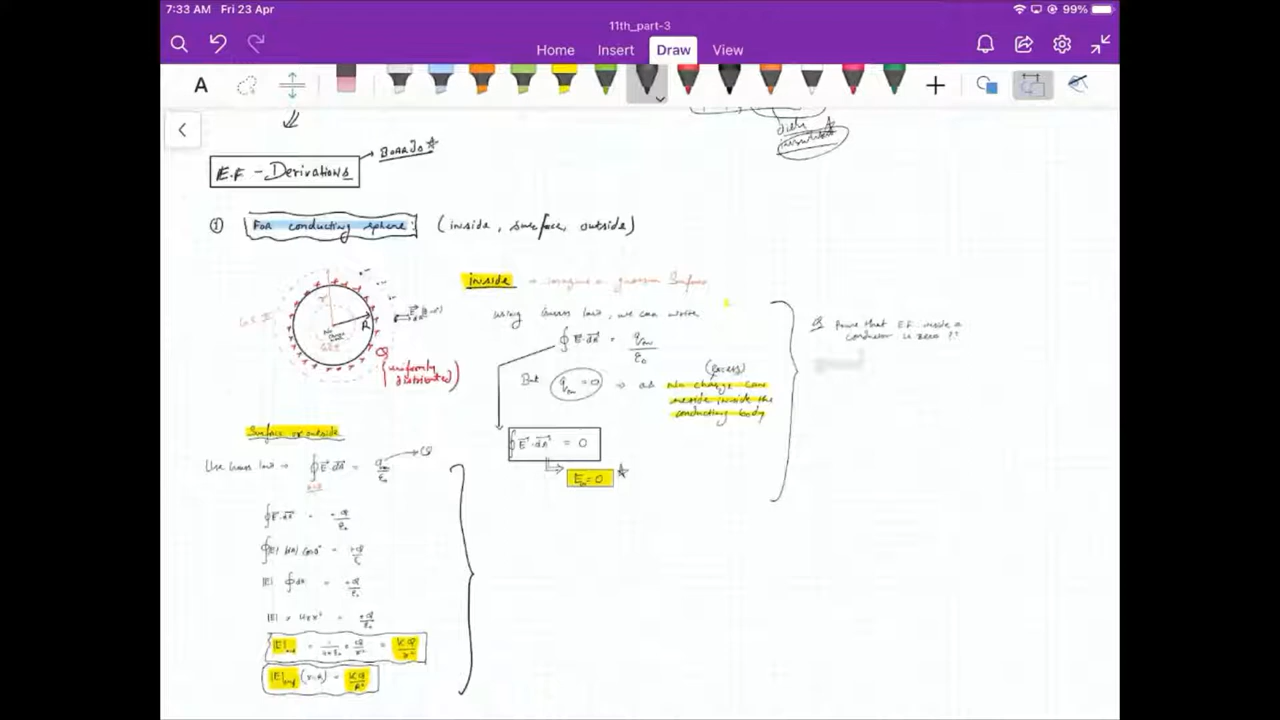 7:33 AM Fri 23 Apr
99%
11th_part-3
Home Insert Draw View
A
E.F - Derivations
BOARDS
① For conducting sphere: (inside, surface, outside)
inside → imagine a gaussian Surface
using Gauss law, we can write
∮ E⃗·dA⃗ = q/ε₀
But q = 0 ⇒ as No charge can
(excess)
reside inside the
conducting body
∮ E⃗·dA⃗ = 0
E = 0
Q Prove that E.F. inside a
conductor is zero ??
R
Q
(uniformly
distributed)
Surface or outside
Use Gauss law → ∮ E⃗·dA⃗ = q/ε₀ → Q
∮ E⃗·dA⃗ = +Q/ε₀
∮ |E| |dA| cos0° = +Q/ε₀
|E| ∮ dA = +Q/ε₀
|E| × 4πr² = +Q/ε₀
|E| = 1/4πε₀ × Q/r² = KQ/r²
|E| (r=R) = KQ/R²